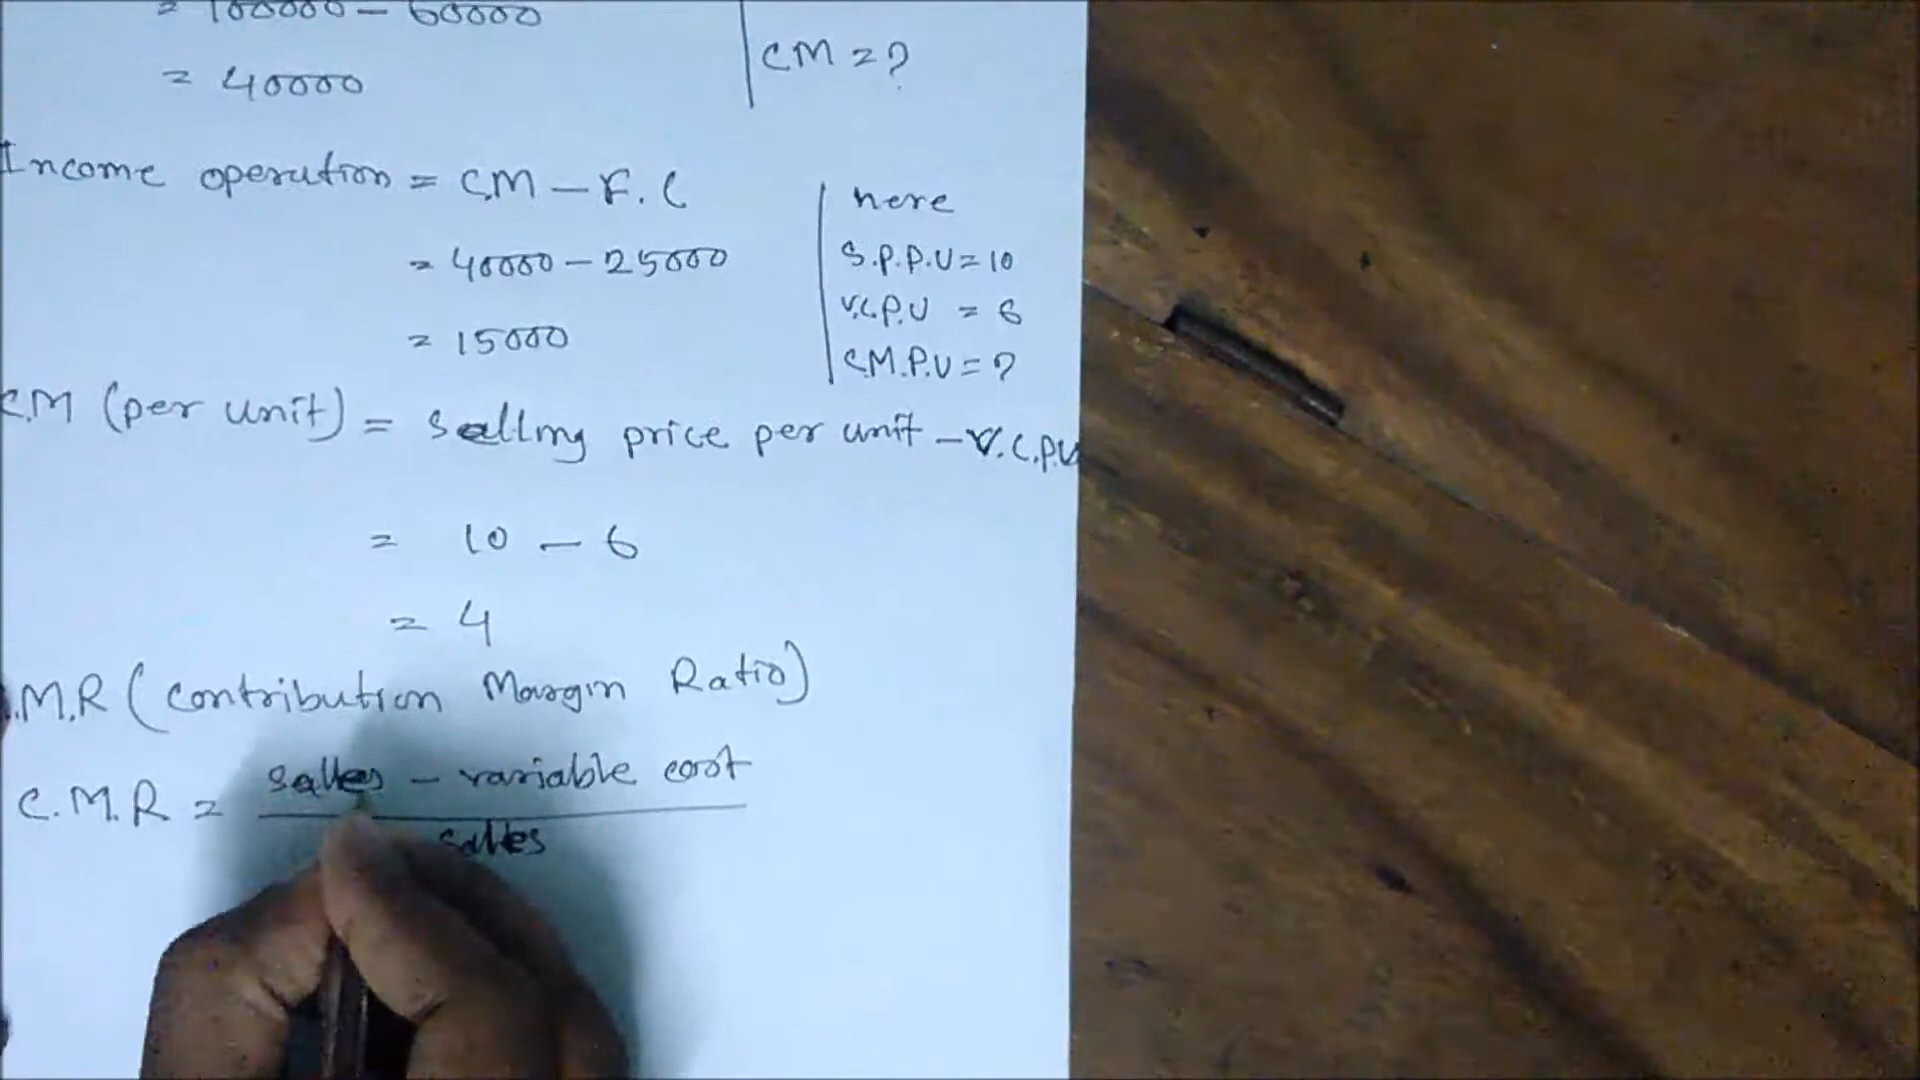 = 100000 - 60000
= 40000
CM = ?
Income operation = C.M - F.C
= 40000 - 25000
= 15000
here
S.P.P.U = 10
V.C.P.U = 6
C.M.P.U = ?
C.M (per unit) = selling price per unit - V.C.P.U
= 10 - 6
= 4
.M.R (contribution Margin Ratio)
C.M.R = sales - variable cost
sales